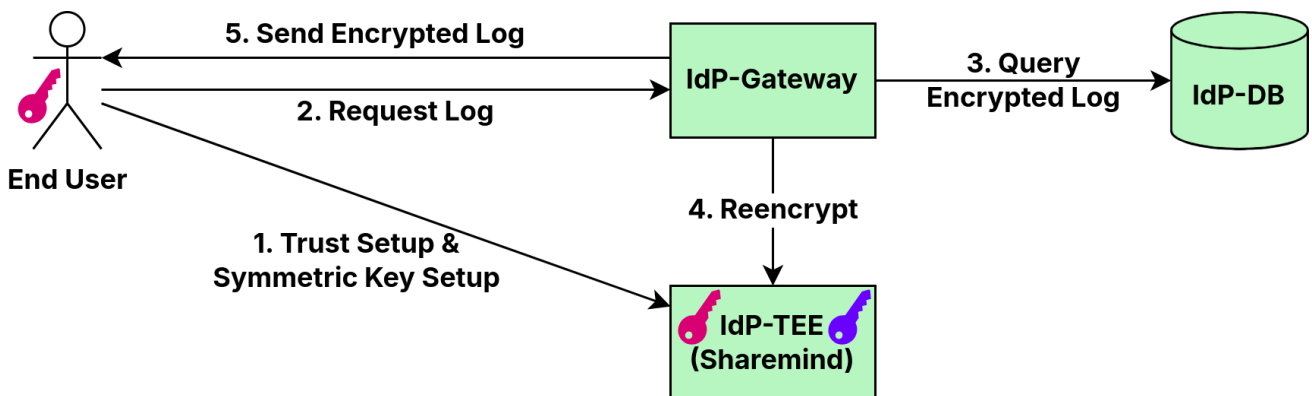 5. Send Encrypted Log
2. Request Log
End User
IdP-Gateway
3. Query
Encrypted Log
IdP-DB
4. Reencrypt
1. Trust Setup &
Symmetric Key Setup
IdP-TEE
(Sharemind)